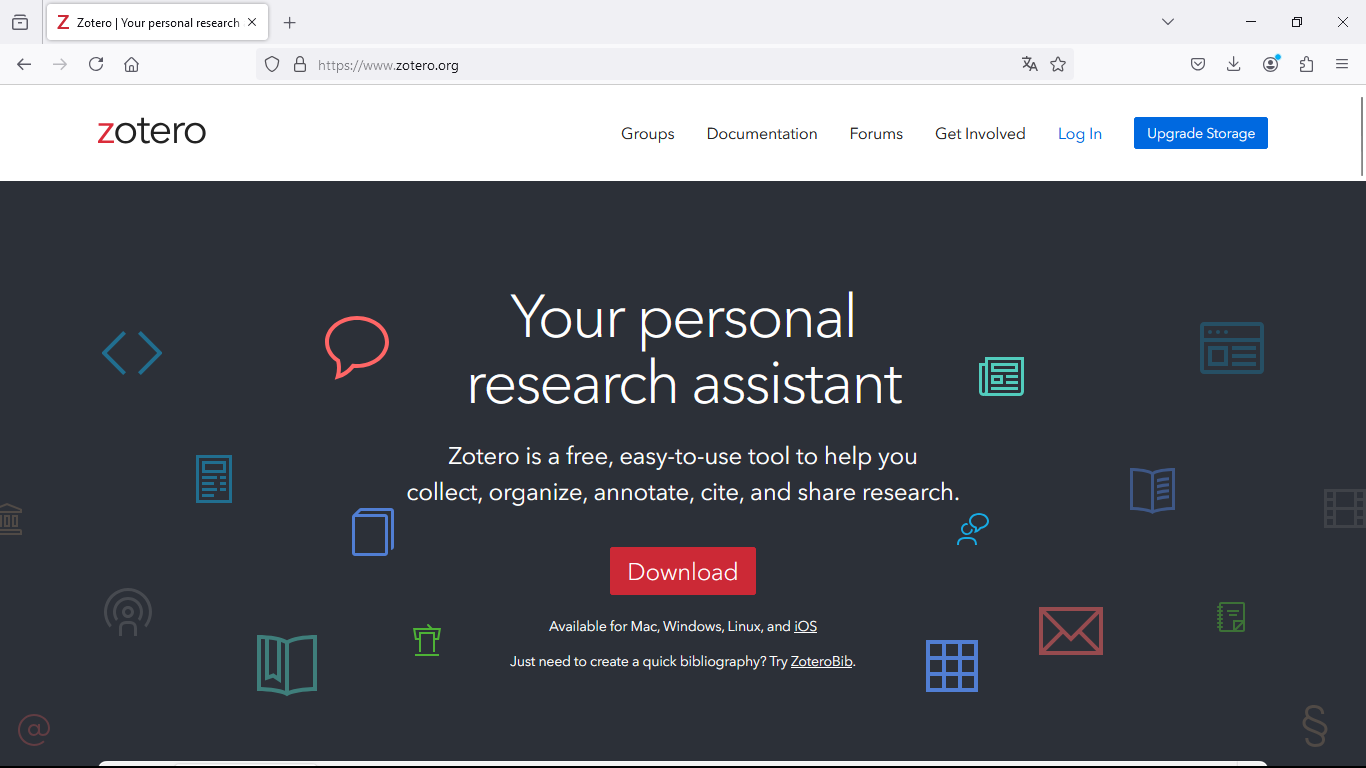 Zotero | Your personal research
https://www.zotero.org
zotero
Groups
Documentation
Forums
Get Involved
Log In
Upgrade Storage
Your personal
research assistant
Zotero is a free, easy-to-use tool to help you
collect, organize, annotate, cite, and share research.
Download
Available for Mac, Windows, Linux, and iOS
Just need to create a quick bibliography? Try ZoteroBib.